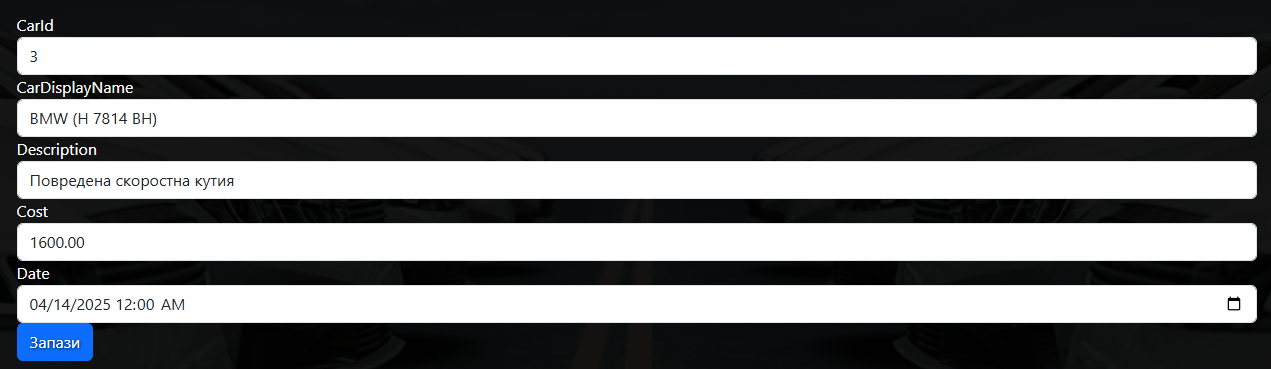 CarId
3
CarDisplayName
BMW (H 7814 BH)
Description
Повредена скоростна кутия
Cost
1600.00
Date
04/14/2025 12:00 AM
Запази